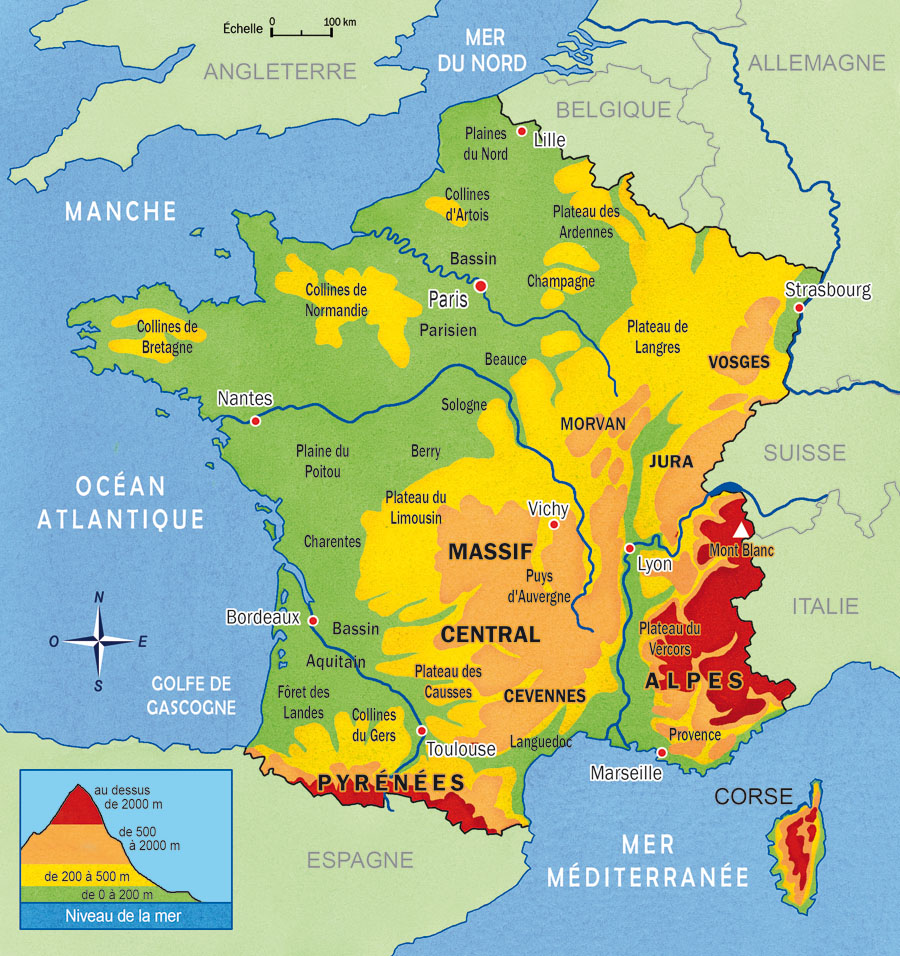 Échelle
0
100 km
MER
DU NORD
ANGLETERRE
ALLEMAGNE
BELGIQUE
Plaines
du Nord
Lille
MANCHE
Collines
d'Artois
Plateau des
Ardennes
Bassin
Champagne
Paris
Collines de
Normandie
Strasbourg
Parisien
Collines de
Bretagne
Plateau de
Langres
Beauce
VOSGES
Nantes
Sologne
MORVAN
Plaine du
Poitou
Berry
JURA
SUISSE
OCÉAN
ATLANTIQUE
Plateau du
Limousin
Vichy
Charentes
MASSIF
Mont Blanc
Lyon
Puys
d'Auvergne
ITALIE
N
O
E
S
Bordeaux
Bassin
CENTRAL
Plateau du
Vercors
Aquitain
GOLFE DE
GASCOGNE
Plateau des
Causses
ALPES
Fôret des
Landes
CEVENNES
Collines
du Gers
Toulouse
Languedoc
Provence
Marseille
PYRÉNÉES
CORSE
ESPAGNE
MER
MÉDITERRANÉE
au dessus
de 2000 m
de 500
à 2000 m
de 200 à 500 m
de 0 à 200 m
Niveau de la mer